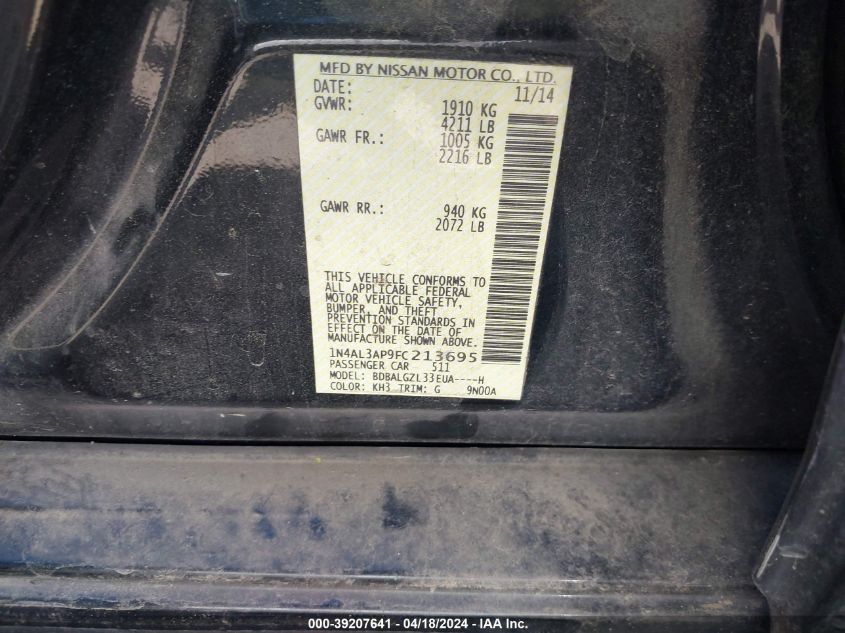 MFD BY NISSAN MOTOR CO., LTD.
DATE: 11/14
GVWR: 1910 KG
4211 LB
GAWR FR.: 1005 KG
2216 LB
GAWR RR.: 940 KG
2072 LB
THIS VEHICLE CONFORMS TO
ALL APPLICABLE FEDERAL
MOTOR VEHICLE SAFETY,
BUMPER, AND THEFT
PREVENTION STANDARDS IN
EFFECT ON THE DATE OF
MANUFACTURE SHOWN ABOVE.
1N4AL3AP9FC213695
PASSENGER CAR 511
MODEL: BDBALGZL33EUA----H
COLOR: KH3 TRIM: G 9N00A
000-39207641 - 04/18/2024 - IAA Inc.